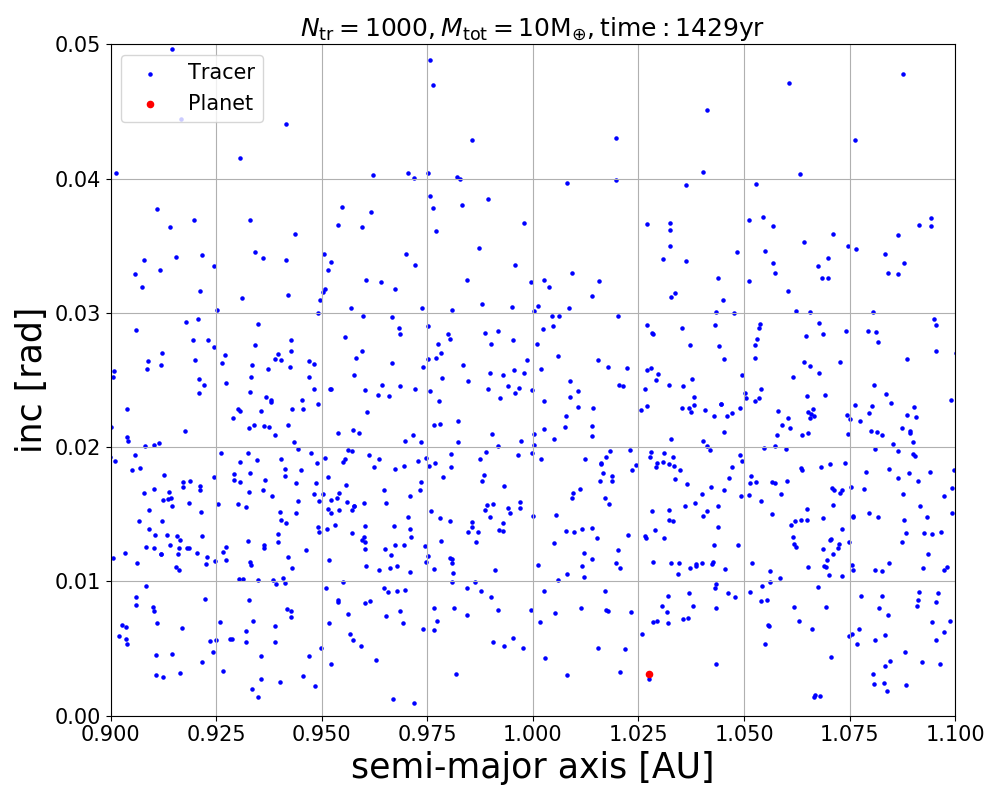 N_tr = 1000, M_tot = 10M_⊕, time : 1429yr
0.05
Tracer
Planet
0.04
0.03
inc [rad]
0.02
0.01
0.00
0.900 0.925 0.950 0.975 1.000 1.025 1.050 1.075 1.100
semi-major axis [AU]